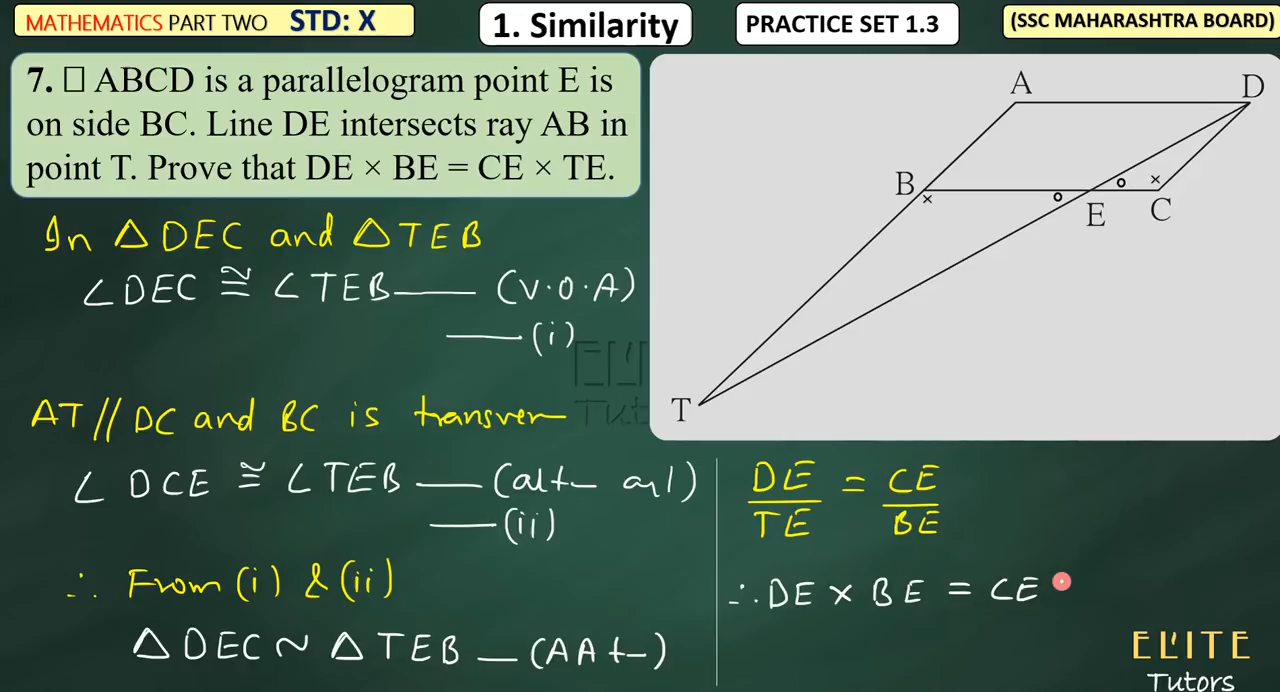 MATHEMATICS PART TWO STD: X
1. Similarity
PRACTICE SET 1.3
(SSC MAHARASHTRA BOARD)
7. □ ABCD is a parallelogram point E is
on side BC. Line DE intersects ray AB in
point T. Prove that DE × BE = CE × TE.
In △ DEC and △ TEB
∠ DEC ≅ ∠ TEB — (V.O.A)
— (i)
AT // DC and BC is transver
∠ DCE ≅ ∠ TEB — (alt angl)
— (ii)
∴ From (i) & (ii)
△ DEC ~ △ TEB — (AA t–)
A
D
B
×
o
o
×
E
C
T
DE/TE = CE/BE
∴ DE × BE = CE
ELITE
Tutors
ELI
Tut